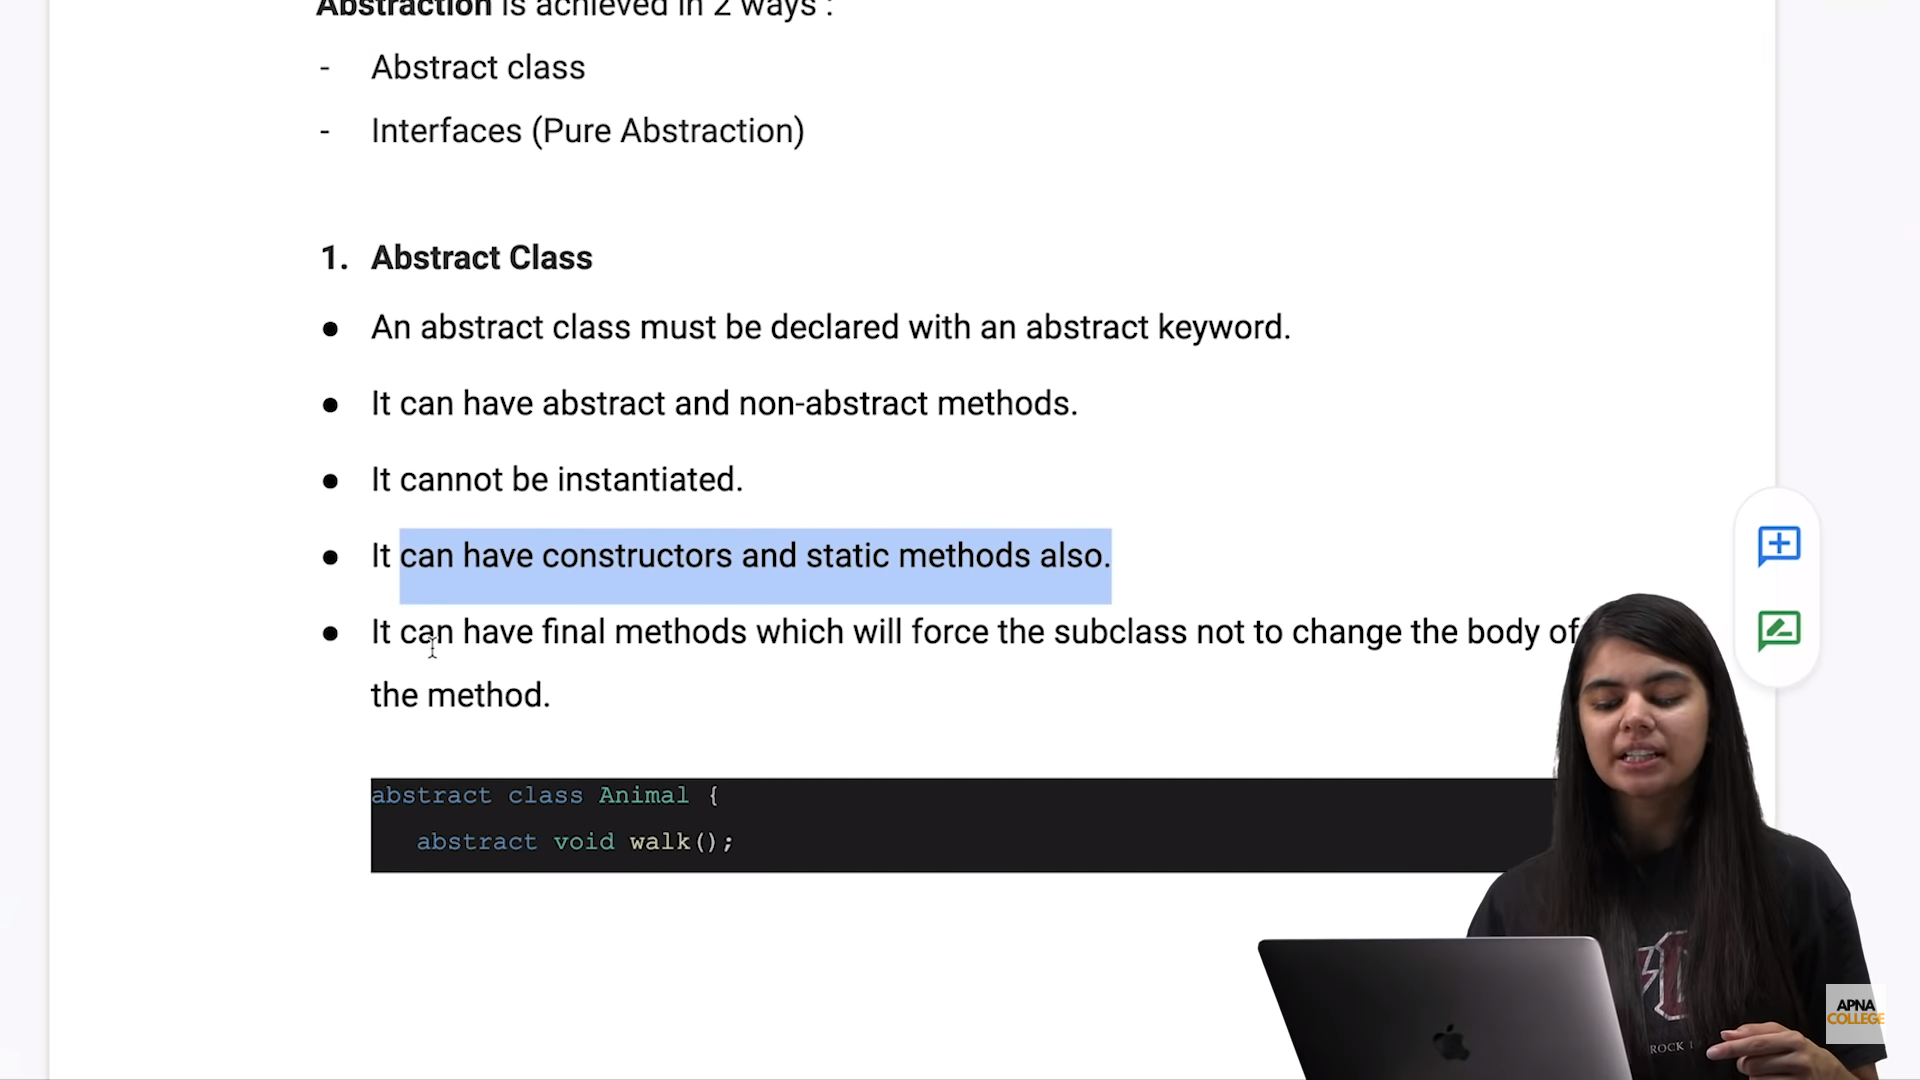 Abstraction is achieved in 2 ways :
- Abstract class
- Interfaces (Pure Abstraction)
1. Abstract Class
● An abstract class must be declared with an abstract keyword.
● It can have abstract and non-abstract methods.
● It cannot be instantiated.
● It can have constructors and static methods also.
● It can have final methods which will force the subclass not to change the body of
the method.
abstract class Animal {
abstract void walk();
ROCK
APNA
COLLEGE